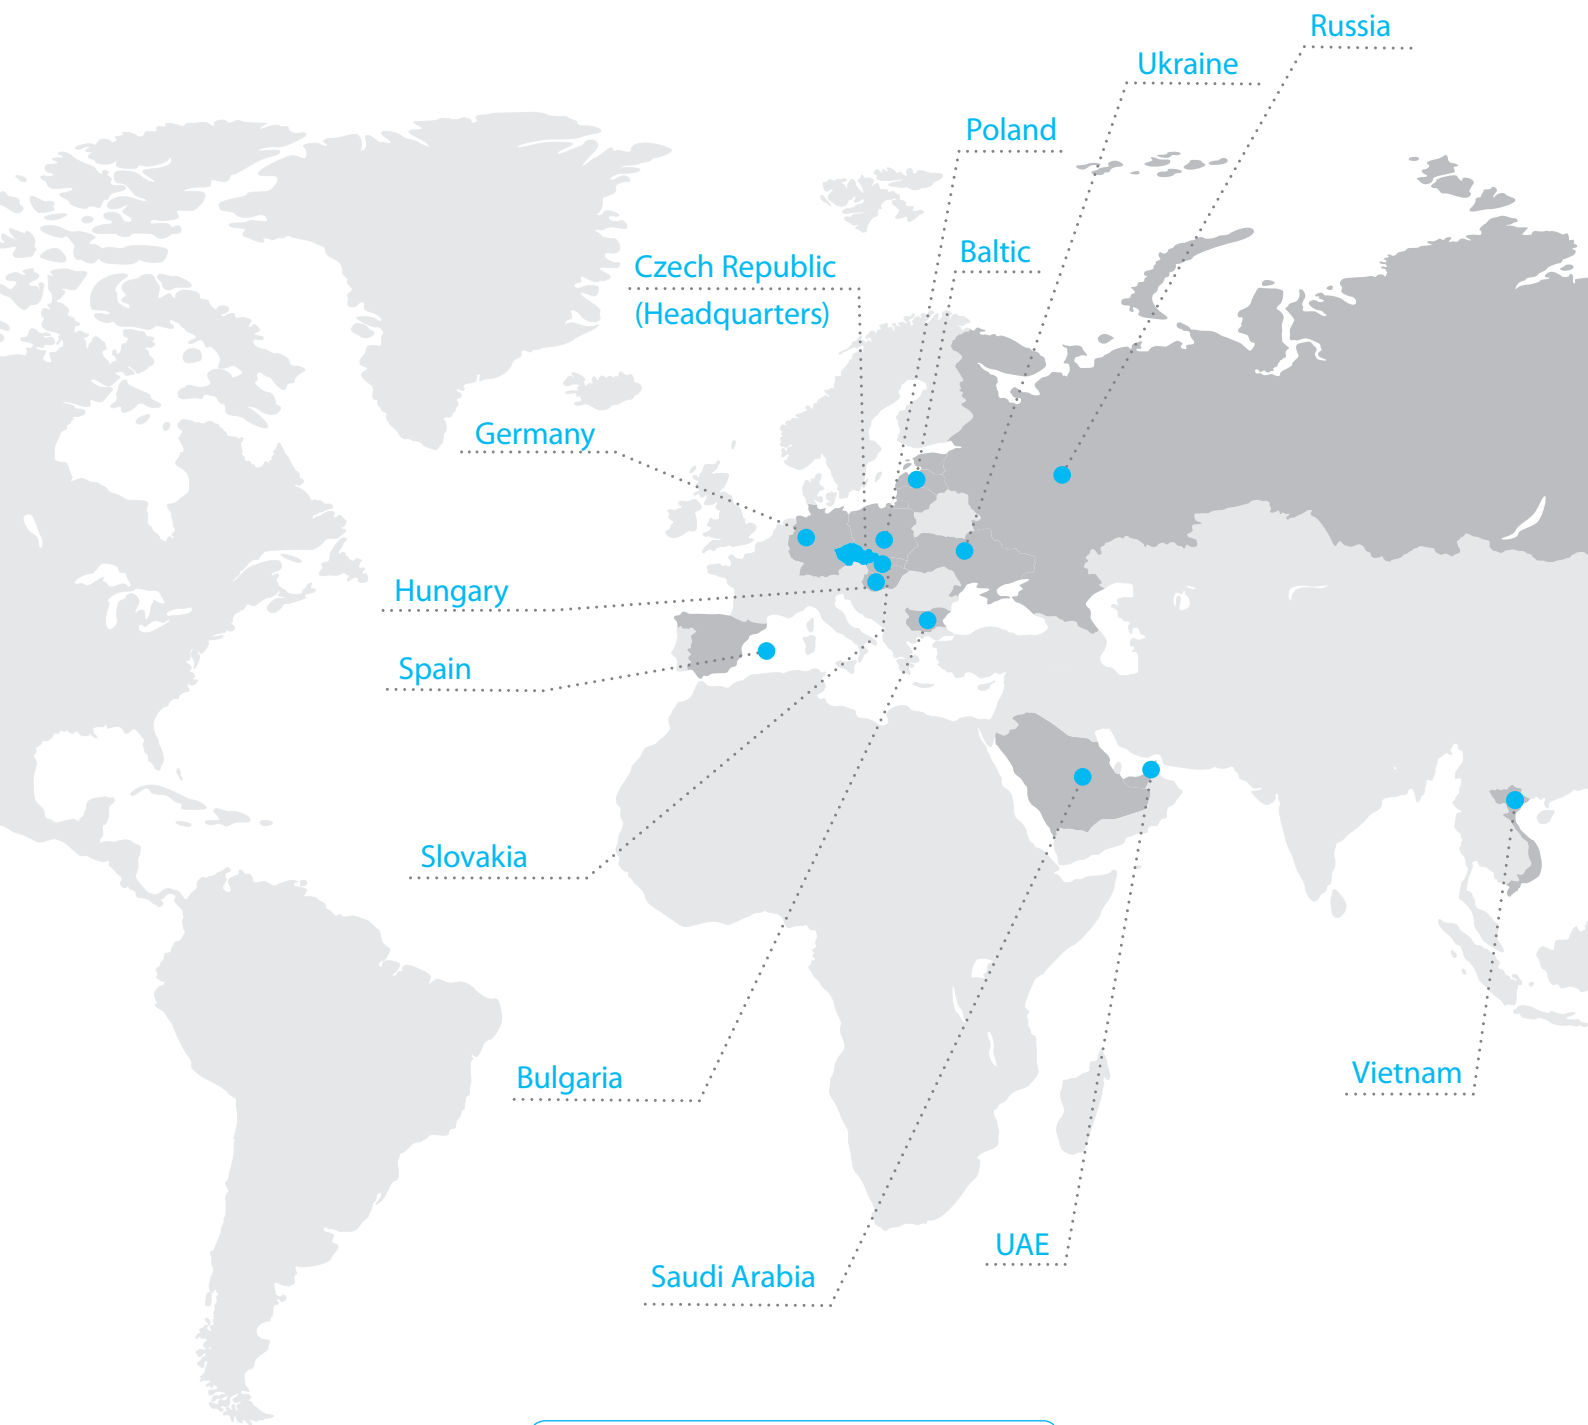 Russia
Ukraine
Poland
Baltic
Czech Republic
(Headquarters)
Germany
Hungary
Spain
Slovakia
Bulgaria
Vietnam
UAE
Saudi Arabia